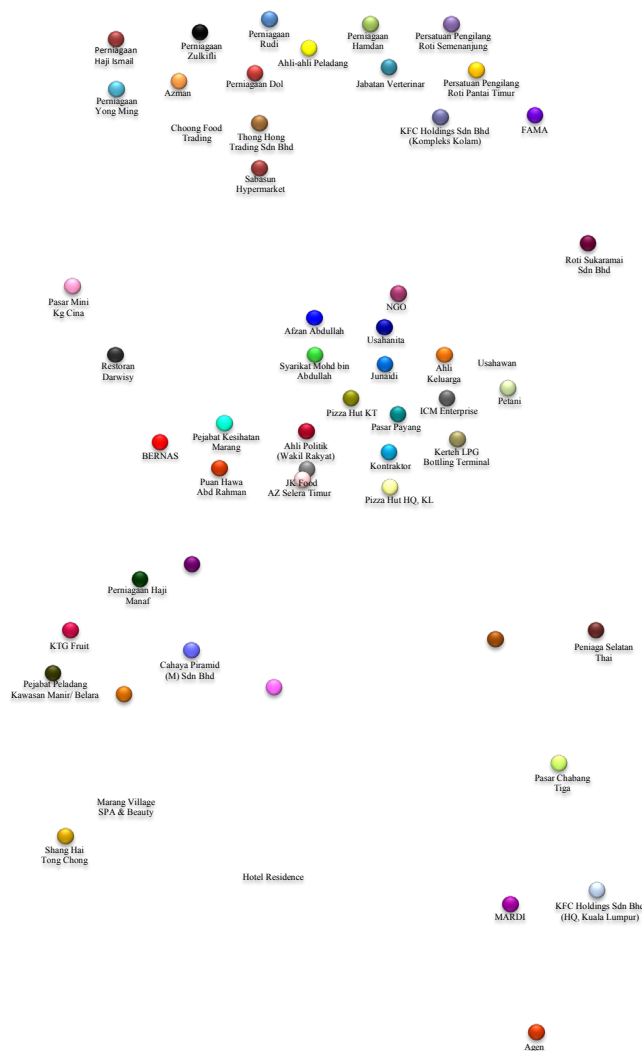 Perniagaan
Haji Ismail
Perniagaan
Zulkifli
Perniagaan
Rudi
Ahli-ahli Peladang
Perniagaan
Hamdan
Persatuan Pengilang
Roti Semenanjung
Perniagaan
Yong Ming
Azman
Perniagaan Dol
Jabatan Verterinar
Persatuan Pengilang
Roti Pantai Timur
Choong Food
Trading
Thong Hong
Trading Sdn Bhd
KFC Holdings Sdn Bhd
(Kompleks Kolam)
FAMA
Sabasun
Hypermarket
Roti Sukaramai
Sdn Bhd
Pasar Mini
Kg Cina
NGO
Afzan Abdullah
Usahanita
Restoran
Darwisy
Syarikat Mohd bin
Abdullah
Junaidi
Ahli
Keluarga
Usahawan
Petani
Pizza Hut KT
Pasar Payang
ICM Enterprise
Pejabat Kesihatan
Marang
BERNAS
Ahli Politik
(Wakil Rakyat)
Kontraktor
Kerteh LPG
Bottling Terminal
Puan Hawa
Abd Rahman
JK Food
AZ Selera Timur
Pizza Hut HQ, KL
Perniagaan Haji
Manaf
KTG Fruit
Cahaya Piramid
(M) Sdn Bhd
Peniaga Selatan
Thai
Pejabat Peladang
Kawasan Manir/ Belara
Pasar Chabang
Tiga
Marang Village
SPA & Beauty
Shang Hai
Tong Chong
Hotel Residence
MARDI
KFC Holdings Sdn Bhd
(HQ, Kuala Lumpur)
Agen